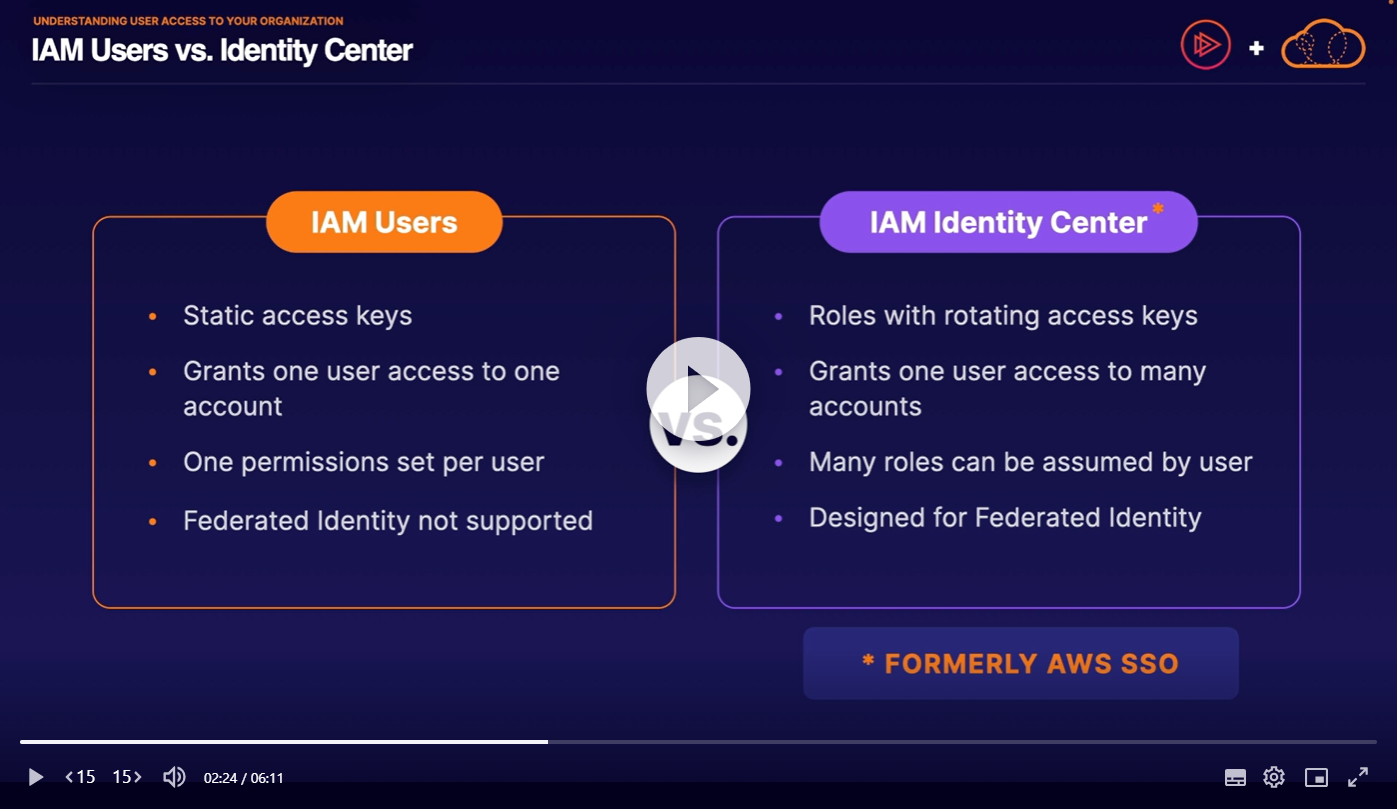 UNDERSTANDING USER ACCESS TO YOUR ORGANIZATION
IAM Users vs. Identity Center
IAM Users
• Static access keys
• Grants one user access to one
account
• One permissions set per user
• Federated Identity not supported
vs.
IAM Identity Center*
• Roles with rotating access keys
• Grants one user access to many
accounts
• Many roles can be assumed by user
• Designed for Federated Identity
* FORMERLY AWS SSO
15 15 02:24 / 06:11